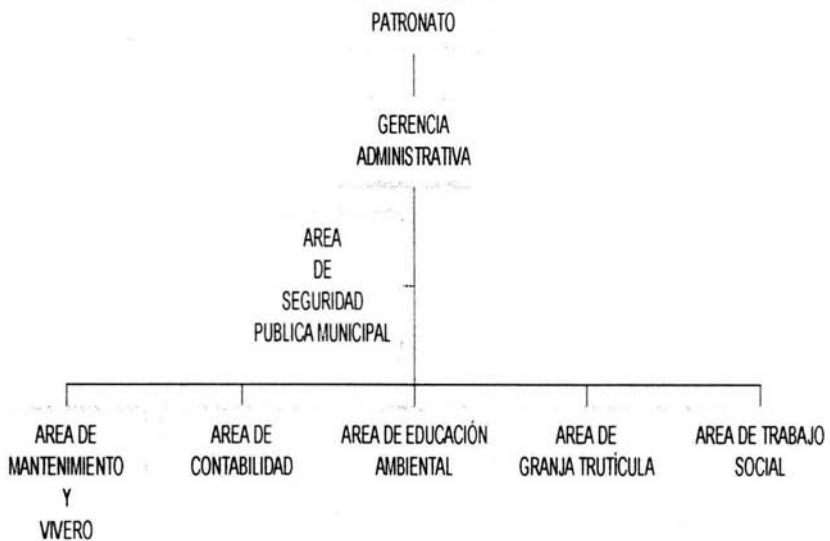 PATRONATO
GERENCIA
ADMINISTRATIVA
AREA
DE
SEGURIDAD
PUBLICA MUNICIPAL
AREA DE
MANTENIMIENTO
Y
VIVERO
AREA DE
CONTABILIDAD
AREA DE EDUCACIÓN
AMBIENTAL
AREA DE
GRANJA TRUTÍCULA
AREA DE TRABAJO
SOCIAL